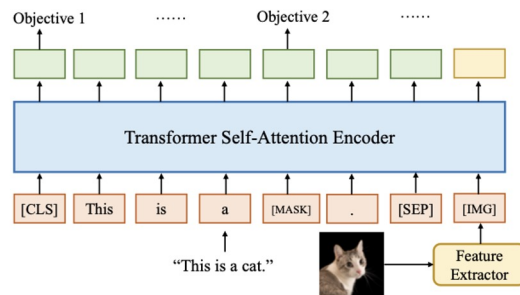 Objective 1 ...... Objective 2 ......
Transformer Self-Attention Encoder
[CLS] This is a [MASK] . [SEP] [IMG]
“This is a cat.”
Feature
Extractor